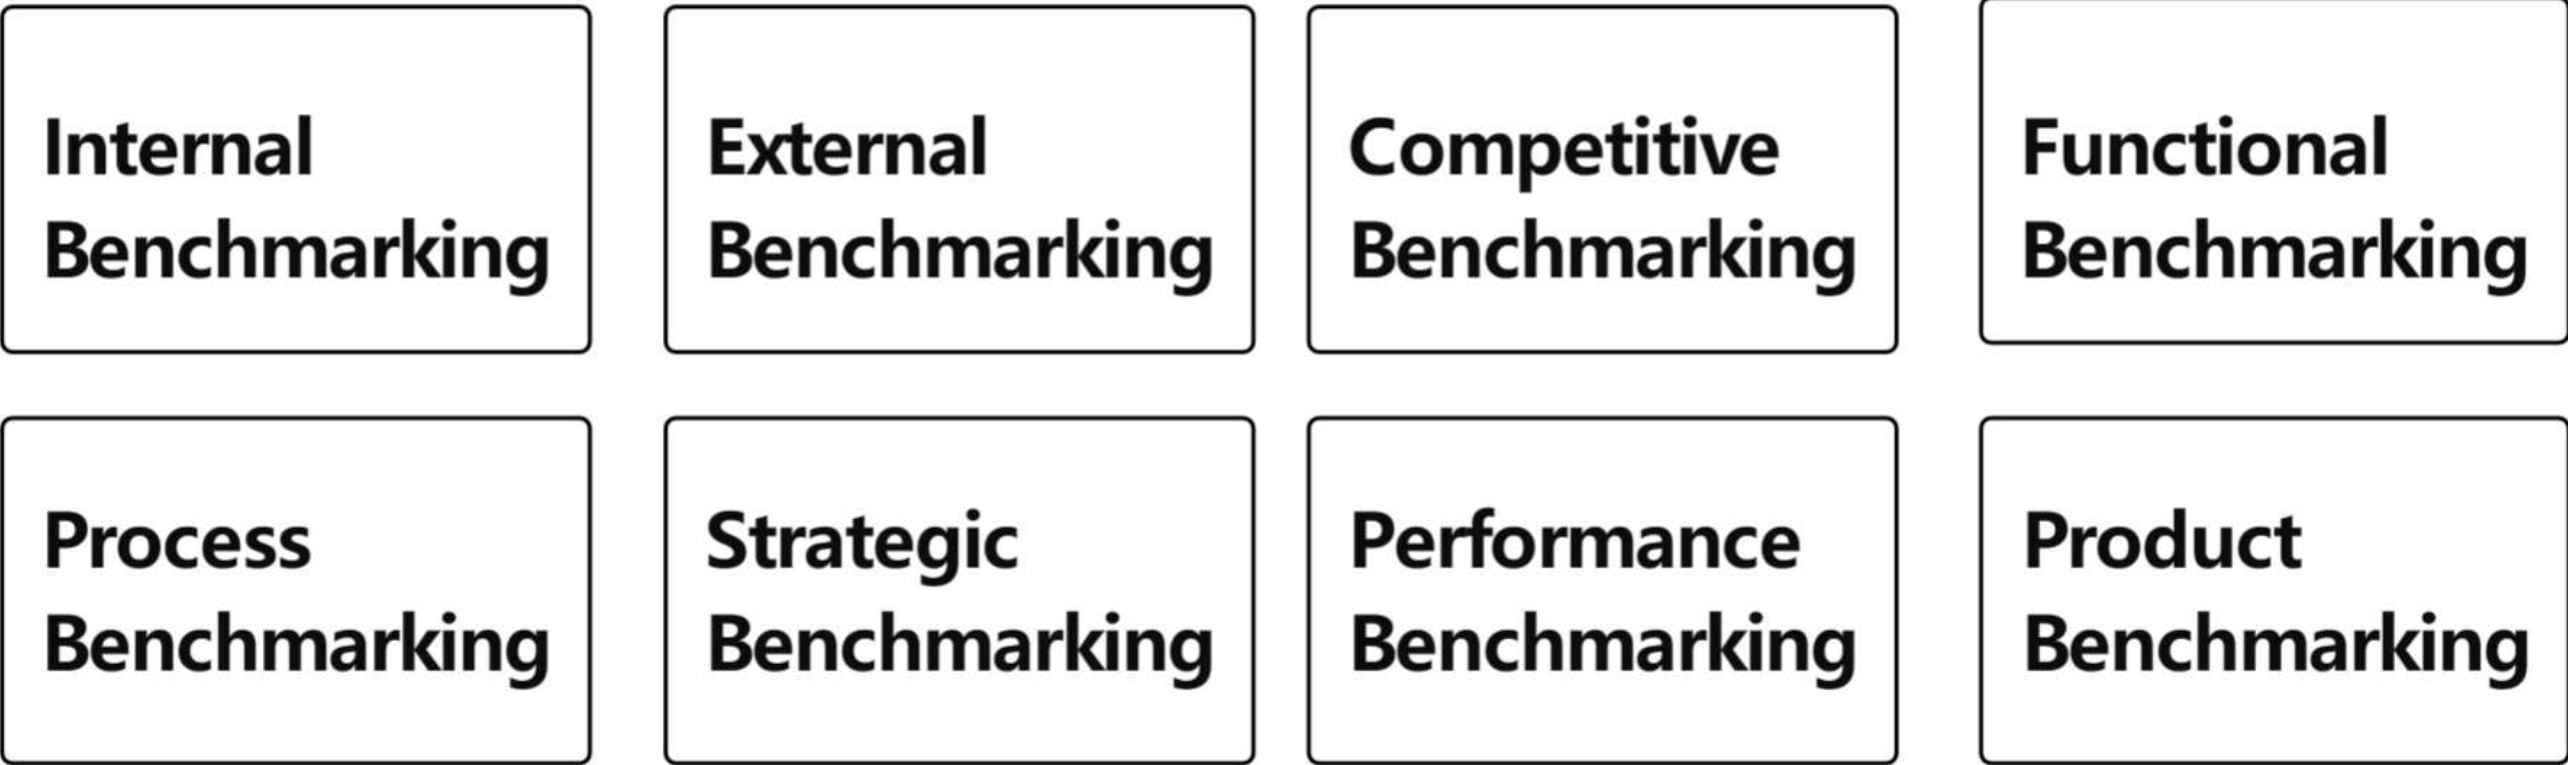 Internal
Benchmarking
External
Benchmarking
Competitive
Benchmarking
Functional
Benchmarking
Process
Benchmarking
Strategic
Benchmarking
Performance
Benchmarking
Product
Benchmarking